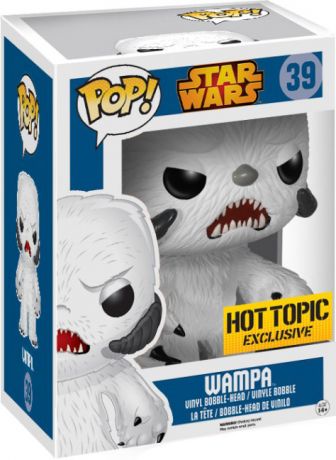 POP!
STAR
WARS
39
HOT TOPIC
EXCLUSIVE
WAMPA
VINYL BOBBLE-HEAD / VINYLE BOBBLE
LA TÊTE / BOBBLE-HEAD DE VINILO